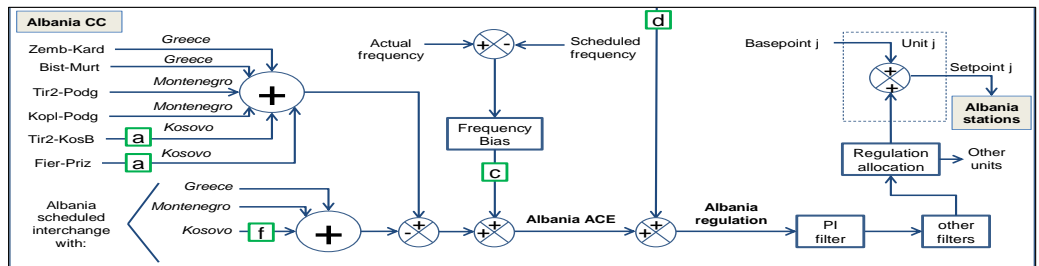 Albania CC
Zemb-Kard
Greece
Bist-Murt
Greece
Tir2-Podg
Montenegro
Kopl-Podg
Montenegro
Tir2-KosB
a
Kosovo
Fier-Priz
a
Kosovo
+
Albania
scheduled
interchange
with:
Greece
Montenegro
Kosovo
f
+
- +
Actual
frequency
+ -
Scheduled
frequency
Frequency
Bias
c
+ +
Albania ACE
d
+ +
Albania
regulation
PI
filter
other
filters
Regulation
allocation
Other
units
Basepoint j
Unit j
+
+
Setpoint j
Albania
stations